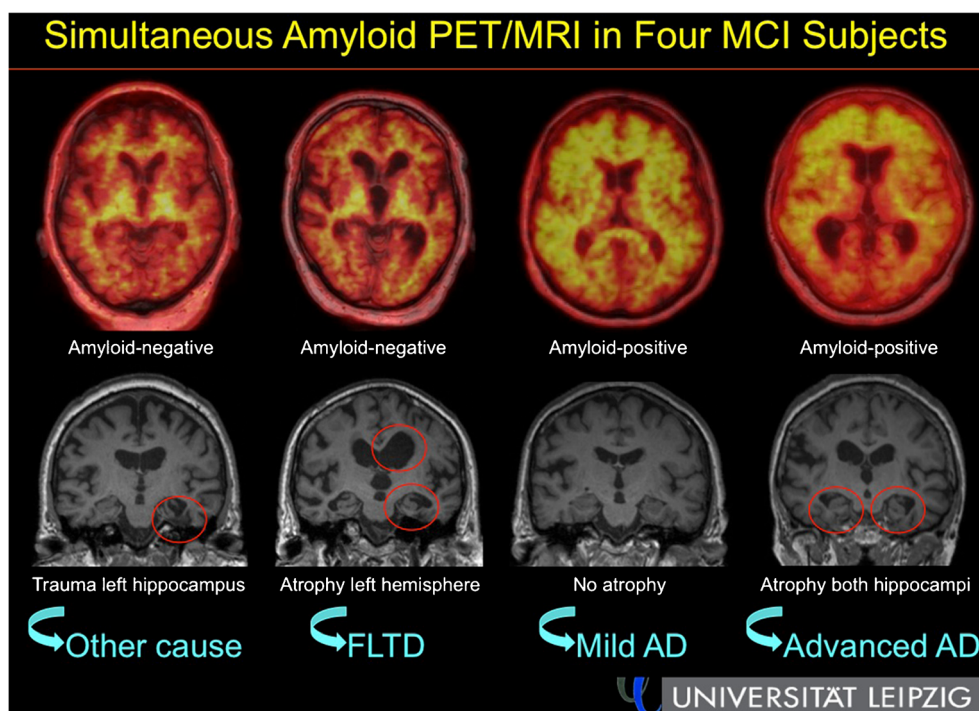 Simultaneous Amyloid PET/MRI in Four MCI Subjects
Amyloid-negative
Amyloid-negative
Amyloid-positive
Amyloid-positive
Trauma left hippocampus
Atrophy left hemisphere
No atrophy
Atrophy both hippocampi
Other cause
FLTD
Mild AD
Advanced AD
UNIVERSITÄT LEIPZIG